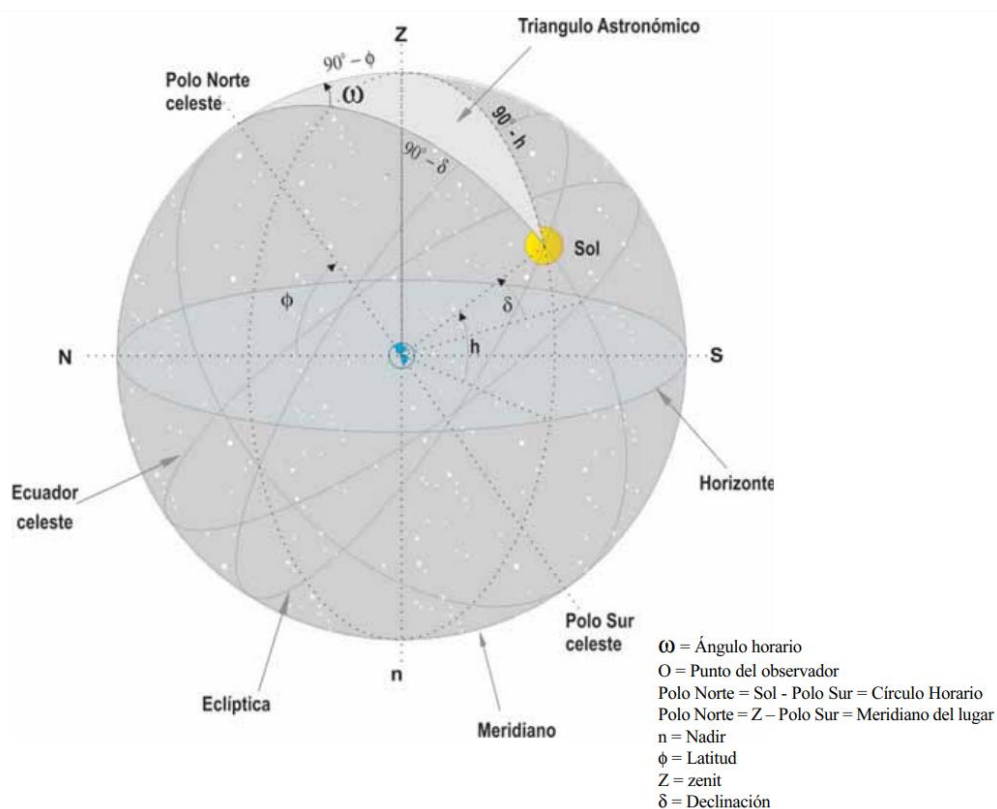 Z
Triangulo Astronómico
90° – ϕ
Polo Norte
celeste
ω
90° - h
90° - δ
Sol
ϕ
δ
h
N
S
Horizonte
Ecuador
celeste
Polo Sur
celeste
n
Eclíptica
Meridiano
ω = Ángulo horario
O = Punto del observador
Polo Norte = Sol - Polo Sur = Círculo Horario
Polo Norte = Z – Polo Sur = Meridiano del lugar
n = Nadir
ϕ = Latitud
Z = zenit
δ = Declinación